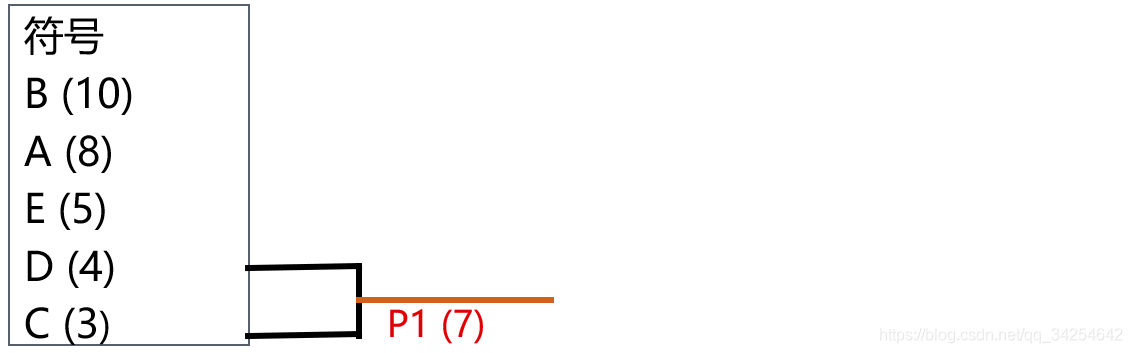 符号
B (10)
A (8)
E (5)
D (4)
C (3)
P1 (7)
https://blog.csdn.net/qq_34254642